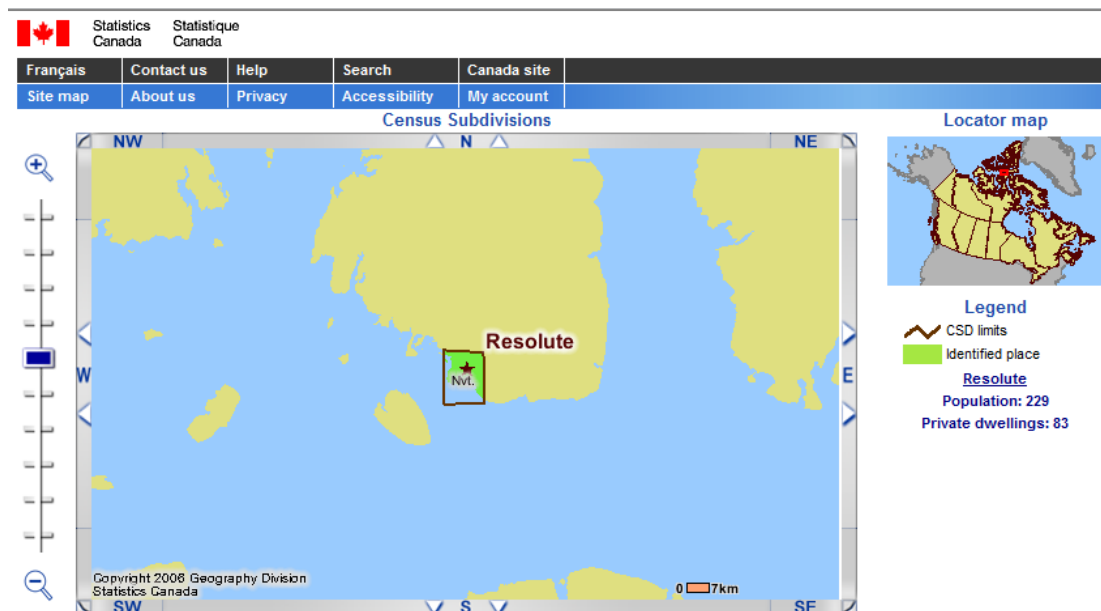 Statistics Canada
Statistique Canada
Français Contact us Help Search Canada site
Site map About us Privacy Accessibility My account
Census Subdivisions
Locator map
NW N NE
Resolute
Nvt.
W E
Legend
CSD limits
Identified place
Resolute
Population: 229
Private dwellings: 83
Copyright 2006 Geography Division
Statistics Canada
0 7km
SW S SE